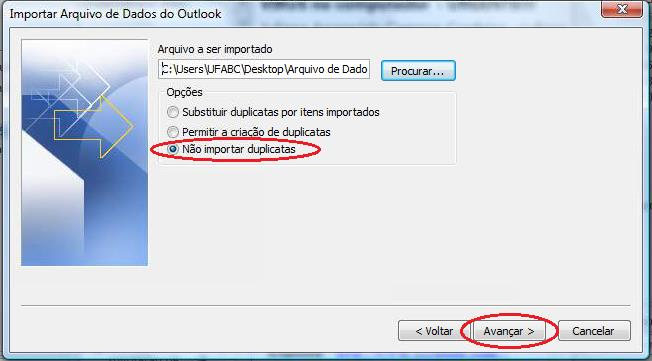 Importar Arquivo de Dados do Outlook
Arquivo a ser importado
C:\Users\UFABC\Desktop\Arquivo de Dado
Procurar...
Opções
Substituir duplicatas por itens importados
Permitir a criação de duplicatas
Não importar duplicatas
< Voltar
Avançar >
Cancelar